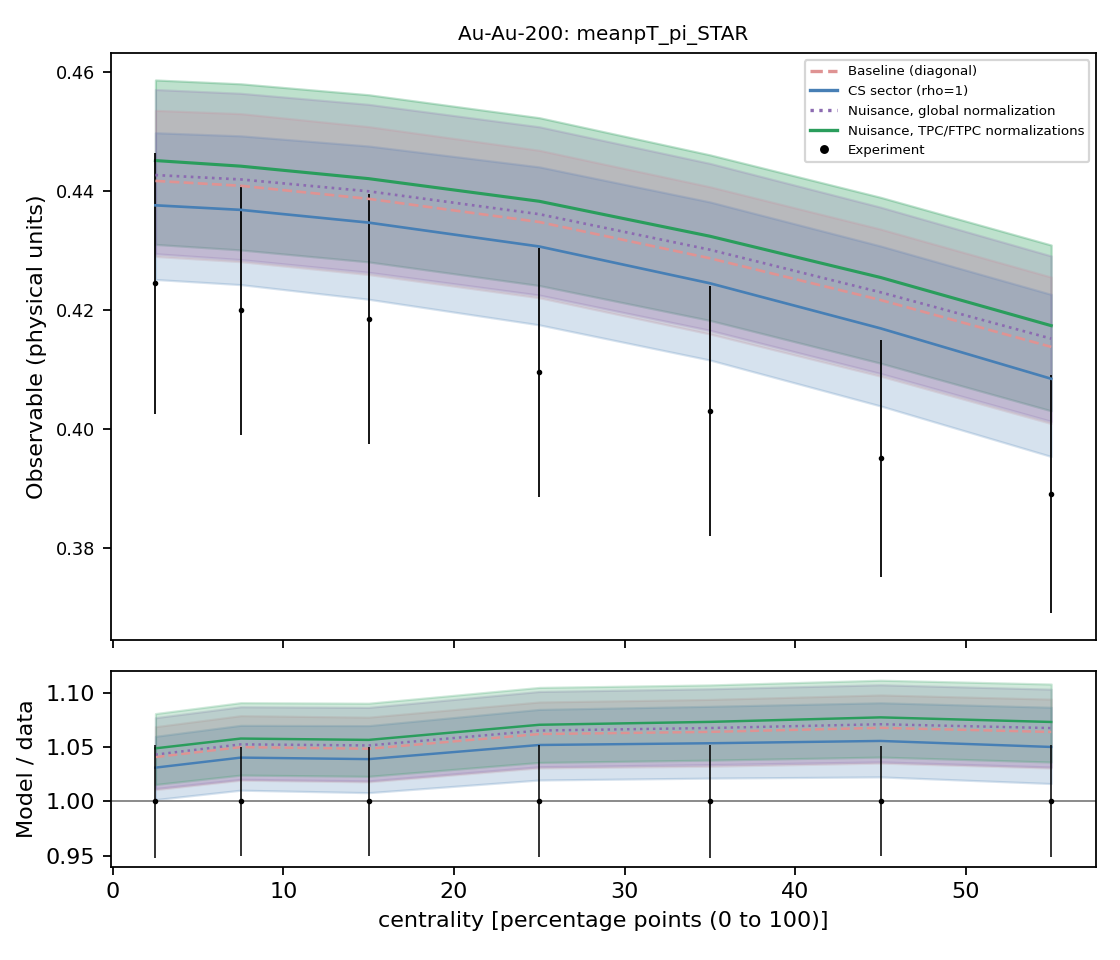 Au-Au-200: meanpT_pi_STAR
Observable (physical units)
0.46
0.44
0.42
0.40
0.38
Baseline (diagonal)
CS sector (rho=1)
Nuisance, global normalization
Nuisance, TPC/FTPC normalizations
Experiment
Model / data
1.10
1.05
1.00
0.95
0 10 20 30 40 50
centrality [percentage points (0 to 100)]